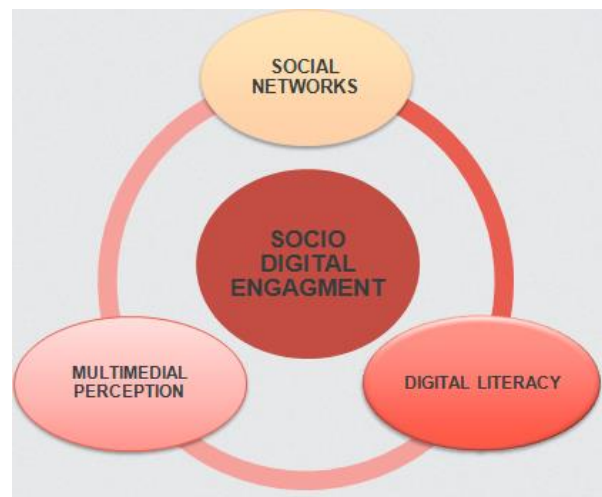 SOCIAL
NETWORKS
SOCIO
DIGITAL
ENGAGMENT
MULTIMEDIAL
PERCEPTION
DIGITAL LITERACY